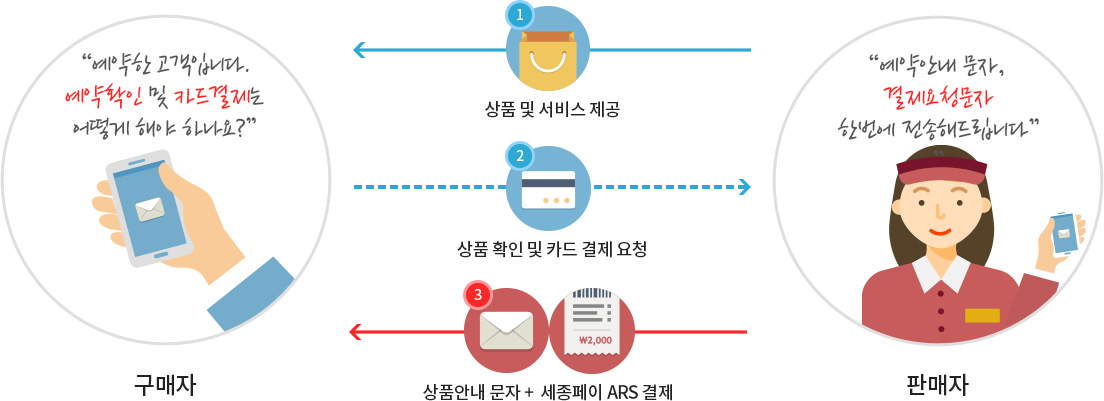 “예약한 고객입니다.
예약확인 및 카드결제는
어떻게 해야 하나요?”
구매자
1
상품 및 서비스 제공
2
상품 확인 및 카드 결제 요청
3
₩2,000
상품안내 문자 + 세종페이 ARS 결제
“예약안내 문자,
결제요청문자
한번에 전송해드립니다”
판매자